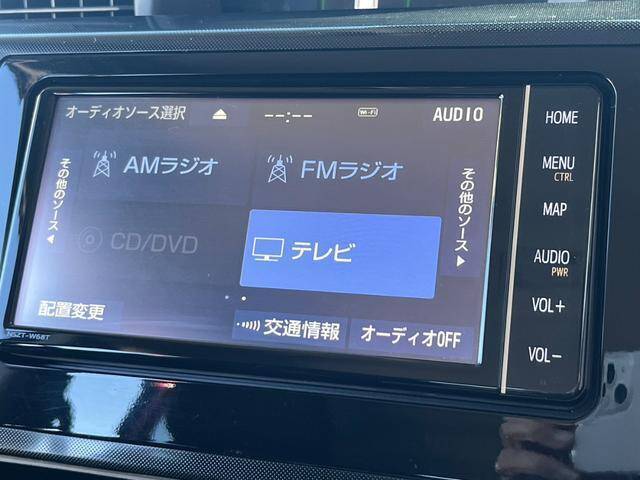 オーディオソース選択
--:--
Wi-Fi
AUDIO
その他のソース
AMラジオ
FMラジオ
その他のソース
CD/DVD
テレビ
配置変更
交通情報
オーディオOFF
NSZT-W68T
HOME
MENU
CTRL
MAP
AUDIO
PWR
VOL+
VOL-